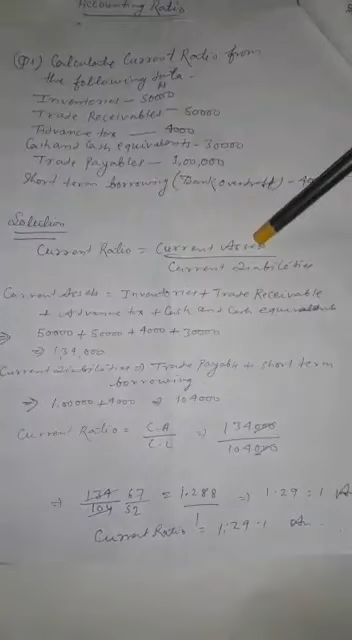 Accounting Ratio
(Q1) Calculate Current Ratio from
the following data.
Inventories - 50000
Trade Receivables - 50000
Advance tax — 4000
Cash and Cash equivalents - 30000
Trade Payables - 1,00,000
Short term borrowing (Bank overdraft) - 40
Solution
Current Ratio = Current Asse
Current Liabilities
Current Assets = Inventories + Trade Receivable
+ Advance tax + Cash and Cash equivalents
⇒ 50000 + 50000 + 4000 + 30000
⇒ 134,000
Current Liabilities ⇒ Trade Payable + Short term
borrowing
⇒ 1,00000 + 4000 ⇒ 104000
Current Ratio = C.A / C.L ⇒ 134000 / 104000
⇒ 134 / 104 67 / 52 = 1.288 / 1 ⇒ 1.29 : 1
Current Ratio = 1.29 : 1 An